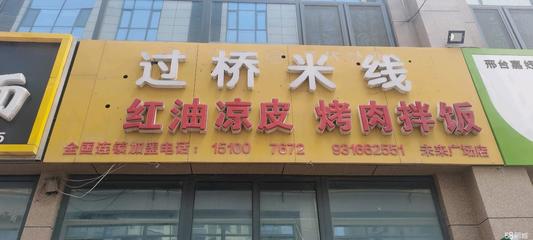 过桥米线
红油凉皮 烤肉拌饭
全国连锁加盟电话：15100 7672 931662551 未来广场店
邢台嘉